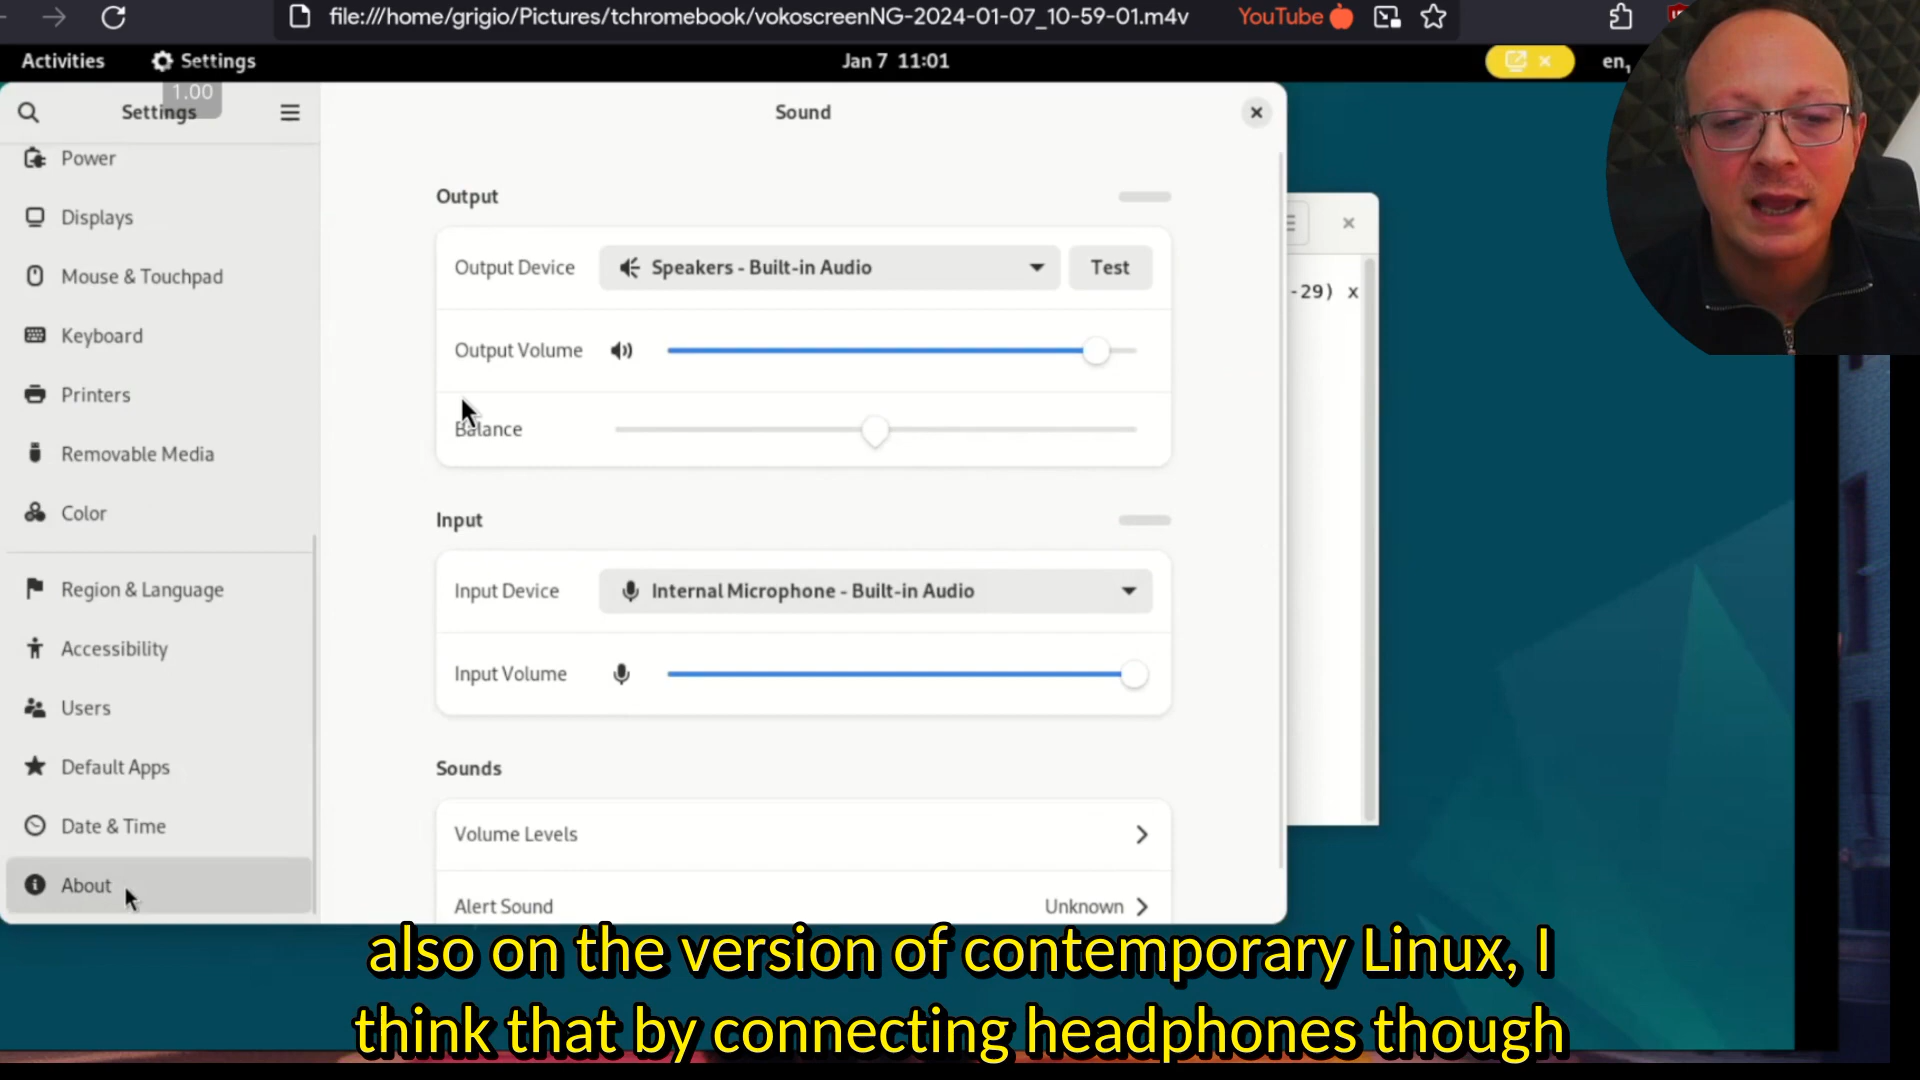 file:///home/grigio/Pictures/tchromebook/vokoscreenNG-2024-01-07_10-59-01.m4v
YouTube
Activities
Settings
Jan 7 11:01
en,
1.00
Settings
Sound
Power
Displays
Mouse & Touchpad
Keyboard
Printers
Removable Media
Color
Region & Language
Accessibility
Users
Default Apps
Date & Time
About
Output
Output Device
Speakers - Built-in Audio
Test
Output Volume
Balance
Input
Input Device
Internal Microphone - Built-in Audio
Input Volume
Sounds
Volume Levels
Alert Sound
Unknown
-29) x
also on the version of contemporary Linux, I
think that by connecting headphones though